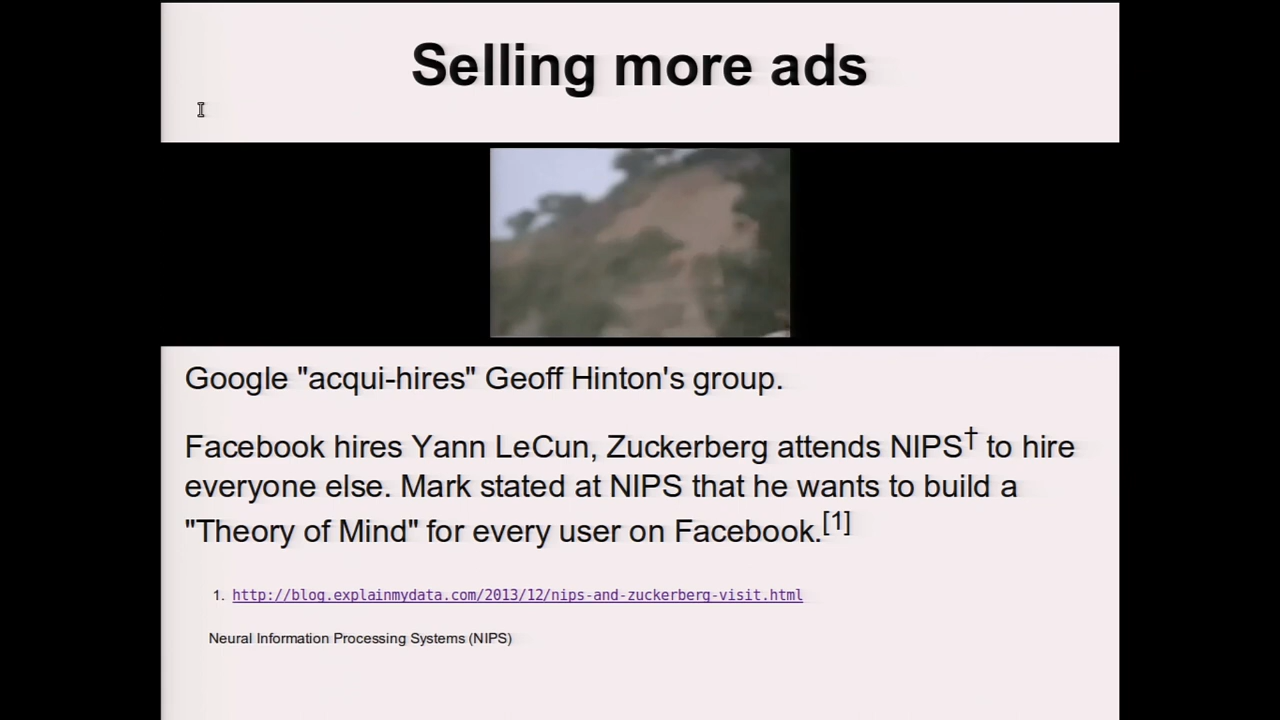 Selling more ads
Google "acqui-hires" Geoff Hinton's group.
Facebook hires Yann LeCun, Zuckerberg attends NIPS† to hire
everyone else. Mark stated at NIPS that he wants to build a
"Theory of Mind" for every user on Facebook.[1]
1. http://blog.explainmydata.com/2013/12/nips-and-zuckerberg-visit.html
Neural Information Processing Systems (NIPS)